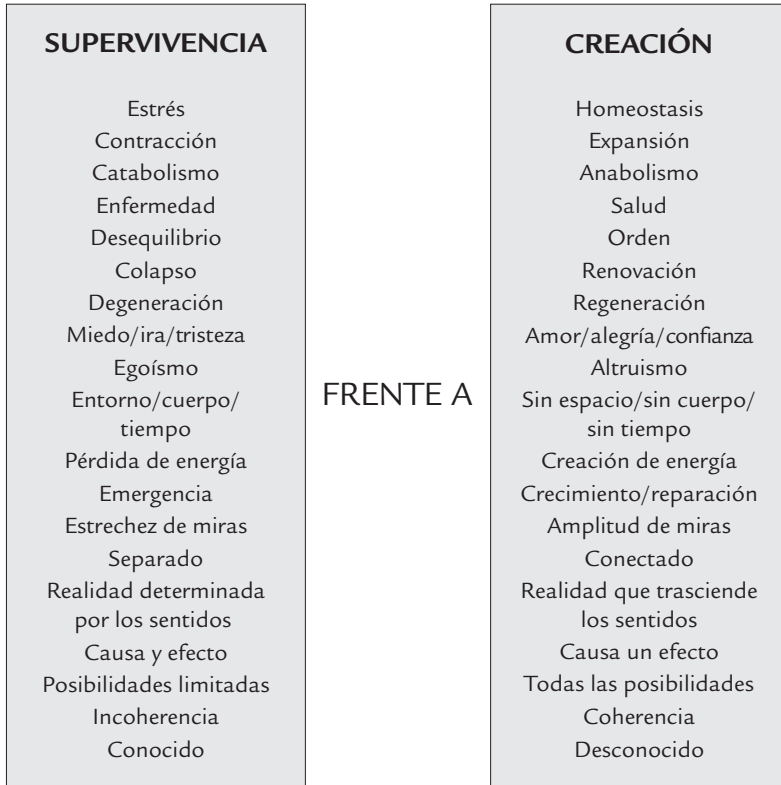 SUPERVIVENCIA
Estrés
Contracción
Catabolismo
Enfermedad
Desequilibrio
Colapso
Degeneración
Miedo/ira/tristeza
Egoísmo
Entorno/cuerpo/
tiempo
Pérdida de energía
Emergencia
Estrechez de miras
Separado
Realidad determinada
por los sentidos
Causa y efecto
Posibilidades limitadas
Incoherencia
Conocido
FRENTE A
CREACIÓN
Homeostasis
Expansión
Anabolismo
Salud
Orden
Renovación
Regeneración
Amor/alegría/confianza
Altruismo
Sin espacio/sin cuerpo/
sin tiempo
Creación de energía
Crecimiento/reparación
Amplitud de miras
Conectado
Realidad que trasciende
los sentidos
Causa un efecto
Todas las posibilidades
Coherencia
Desconocido